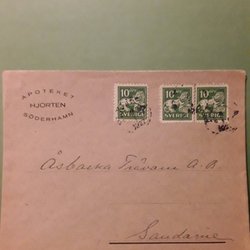 APOTEKET
HJORTEN
SÖDERHAMN
10 10 10
SVERIGE SVERIGE SVERIGE
Åsbacka Trävaru A.B.
Sandarne